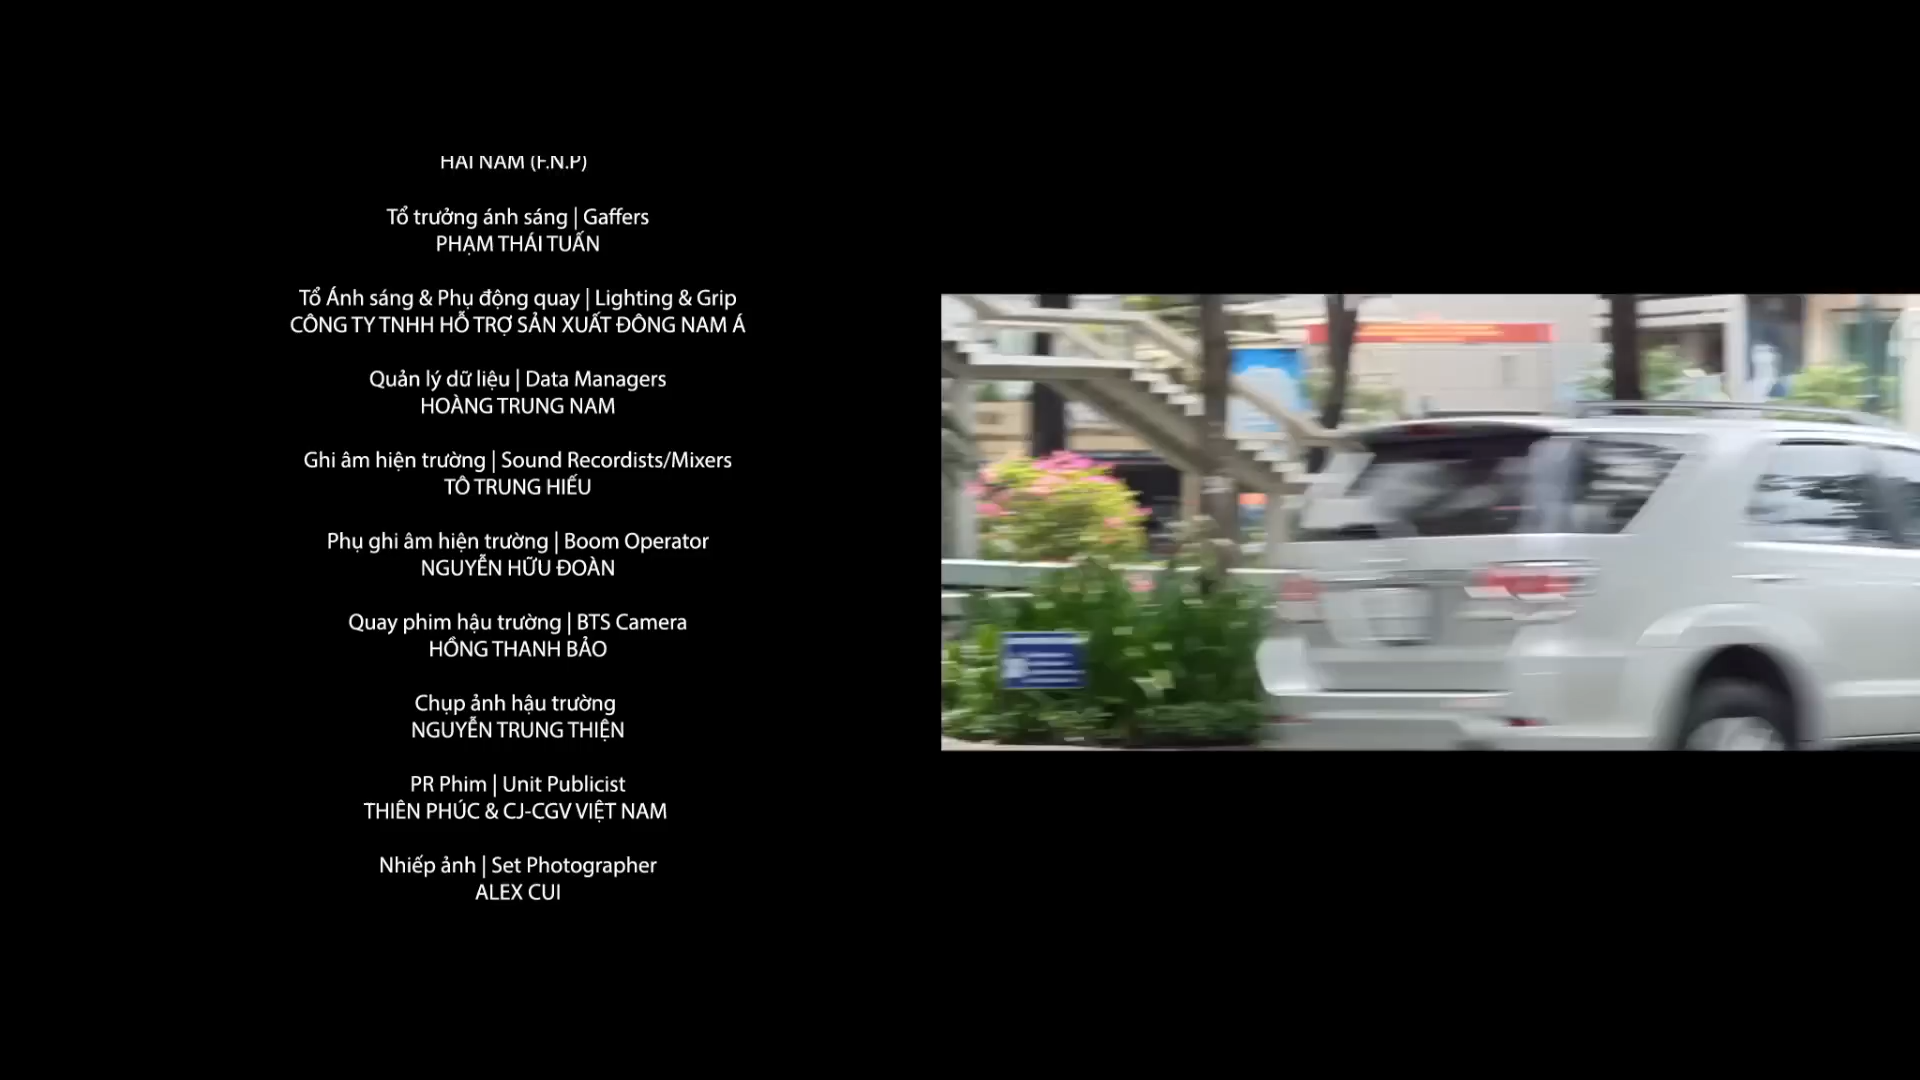 HẢI NAM (F.N.P)
Tổ trưởng ánh sáng | Gaffers
PHẠM THÁI TUẤN
Tổ Ánh sáng & Phụ động quay | Lighting & Grip
CÔNG TY TNHH HỖ TRỢ SẢN XUẤT ĐÔNG NAM Á
Quản lý dữ liệu | Data Managers
HOÀNG TRUNG NAM
Ghi âm hiện trường | Sound Recordists/Mixers
TÔ TRUNG HIẾU
Phụ ghi âm hiện trường | Boom Operator
NGUYỄN HỮU ĐOÀN
Quay phim hậu trường | BTS Camera
HỒNG THANH BẢO
Chụp ảnh hậu trường
NGUYỄN TRUNG THIỆN
PR Phim | Unit Publicist
THIÊN PHÚC & CJ-CGV VIỆT NAM
Nhiếp ảnh | Set Photographer
ALEX CUI